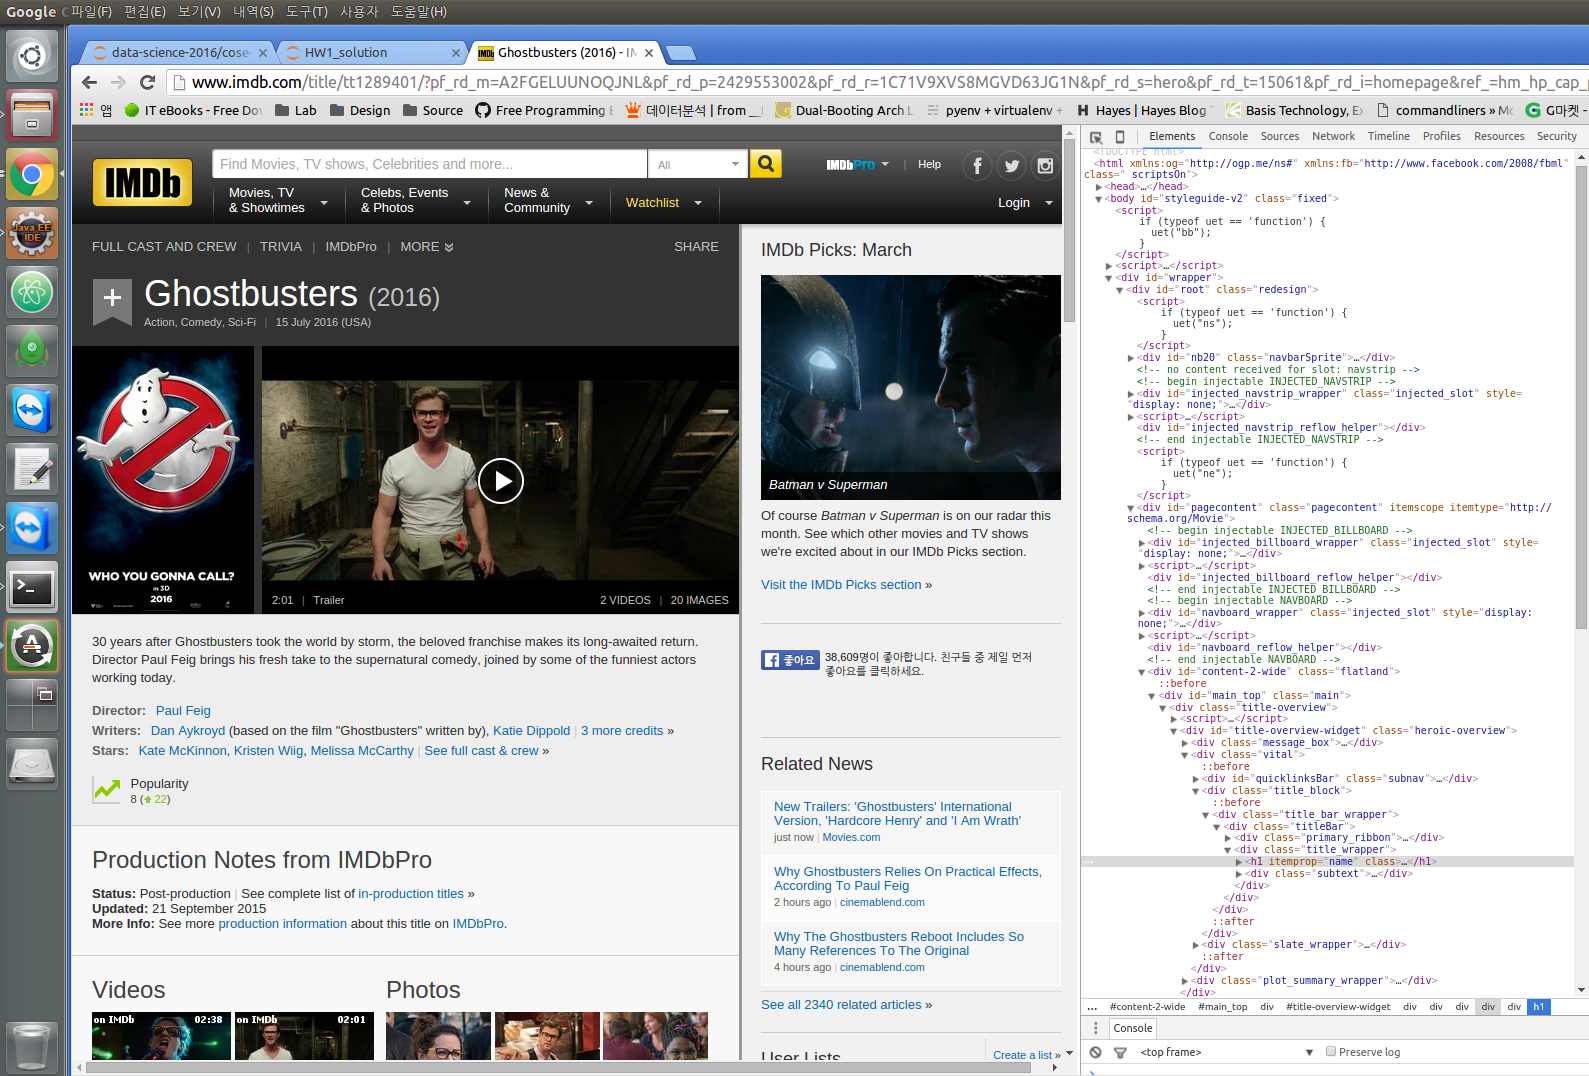 Google C 파일(F) 편집(E) 보기(V) 내역(S) 도구(T) 사용자 도움말(H)
data-science-2016/cose
HW1_solution
Ghostbusters (2016) - IM
www.imdb.com/title/tt1289401/?pf_rd_m=A2FGELUUNOQJNL&pf_rd_p=2429553002&pf_rd_r=1C71V9XVS8MGVD63JG1N&pf_rd_s=hero&pf_rd_t=15061&pf_rd_i=homepage&ref_=hm_hp_cap_
앱 IT eBooks - Free Do Lab Design Source Free Programming 데이터분석 | from __ Dual-Booting Arch L pyenv + virtualenv + Hayes | Hayes Blog Basis Technology, Ex commandliners » Mc G마켓 -
Java EE
IDE
IMDb
Find Movies, TV shows, Celebrities and more...
All
IMDbPro | Help
Movies, TV
& Showtimes
Celebs, Events
& Photos
News &
Community
Watchlist
Login
FULL CAST AND CREW | TRIVIA | IMDbPro | MORE
SHARE
Ghostbusters (2016)
Action, Comedy, Sci-Fi | 15 July 2016 (USA)
WHO YOU GONNA CALL?
IN 3D
2016
2:01 | Trailer
2 VIDEOS | 20 IMAGES
30 years after Ghostbusters took the world by storm, the beloved franchise makes its long-awaited return.
Director Paul Feig brings his fresh take to the supernatural comedy, joined by some of the funniest actors
working today.
Director: Paul Feig
Writers: Dan Aykroyd (based on the film "Ghostbusters" written by), Katie Dippold | 3 more credits »
Stars: Kate McKinnon, Kristen Wiig, Melissa McCarthy | See full cast & crew »
Popularity
8 (22)
Production Notes from IMDbPro
Status: Post-production | See complete list of in-production titles »
Updated: 21 September 2015
More Info: See more production information about this title on IMDbPro.
Videos
on IMDb 02:38
on IMDb 02:01
Photos
IMDb Picks: March
Batman v Superman
Of course Batman v Superman is on our radar this
month. See which other movies and TV shows
we're excited about in our IMDb Picks section.
Visit the IMDb Picks section »
좋아요
38,609명이 좋아합니다. 친구들 중 제일 먼저
좋아요를 클릭하세요.
Related News
New Trailers: 'Ghostbusters' International
Version, 'Hardcore Henry' and 'I Am Wrath'
just now | Movies.com
Why Ghostbusters Relies On Practical Effects,
According To Paul Feig
2 hours ago | cinemablend.com
Why The Ghostbusters Reboot Includes So
Many References To The Original
4 hours ago | cinemablend.com
See all 2340 related articles »
User Lists
Create a list »
Elements Console Sources Network Timeline Profiles Resources Security
<!DOCTYPE html>
<html xmlns:og="http://ogp.me/ns#" xmlns:fb="http://www.facebook.com/2008/fbml"
class=" scriptsOn">
<head>…</head>
<body id="styleguide-v2" class="fixed">
<script>
if (typeof uet == 'function') {
uet("bb");
}
</script>
<script>…</script>
<div id="wrapper">
<div id="root" class="redesign">
<script>
if (typeof uet == 'function') {
uet("ns");
}
</script>
<div id="nb20" class="navbarSprite">…</div>
<!-- no content received for slot: navstrip -->
<!-- begin injectable INJECTED_NAVSTRIP -->
<div id="injected_navstrip_wrapper" class="injected_slot" style=
"display: none;">…</div>
<script>…</script>
<div id="injected_navstrip_reflow_helper"></div>
<!-- end injectable INJECTED_NAVSTRIP -->
<script>
if (typeof uet == 'function') {
uet("ne");
}
</script>
<div id="pagecontent" class="pagecontent" itemscope itemtype="http://
schema.org/Movie">
<!-- begin injectable INJECTED_BILLBOARD -->
<div id="injected_billboard_wrapper" class="injected_slot" style=
"display: none;">…</div>
<script>…</script>
<div id="injected_billboard_reflow_helper"></div>
<!-- end injectable INJECTED_BILLBOARD -->
<!-- begin injectable NAVBOARD -->
<div id="navboard_wrapper" class="injected_slot" style="display:
none;">…</div>
<script>…</script>
<div id="navboard_reflow_helper"></div>
<!-- end injectable NAVBOARD -->
<div id="content-2-wide" class="flatland">
::before
<div id="main_top" class="main">
<div class="title-overview">
<script>…</script>
<div id="title-overview-widget" class="heroic-overview">
<div class="message_box">…</div>
<div class="vital">
::before
<div id="quicklinksBar" class="subnav">…</div>
<div class="title_block">
::before
<div class="title_bar_wrapper">
<div class="titleBar">
<div class="primary_ribbon">…</div>
<div class="title_wrapper">
<h1 itemprop="name" class>…</h1>
<div class="subtext">…</div>
</div>
</div>
</div>
::after
</div>
<div class="slate_wrapper">…</div>
::after
</div>
<div class="plot_summary_wrapper">…</div>
</div>
... #content-2-wide #main_top div #title-overview-widget div div div div div h1
Console
<top frame> Preserve log